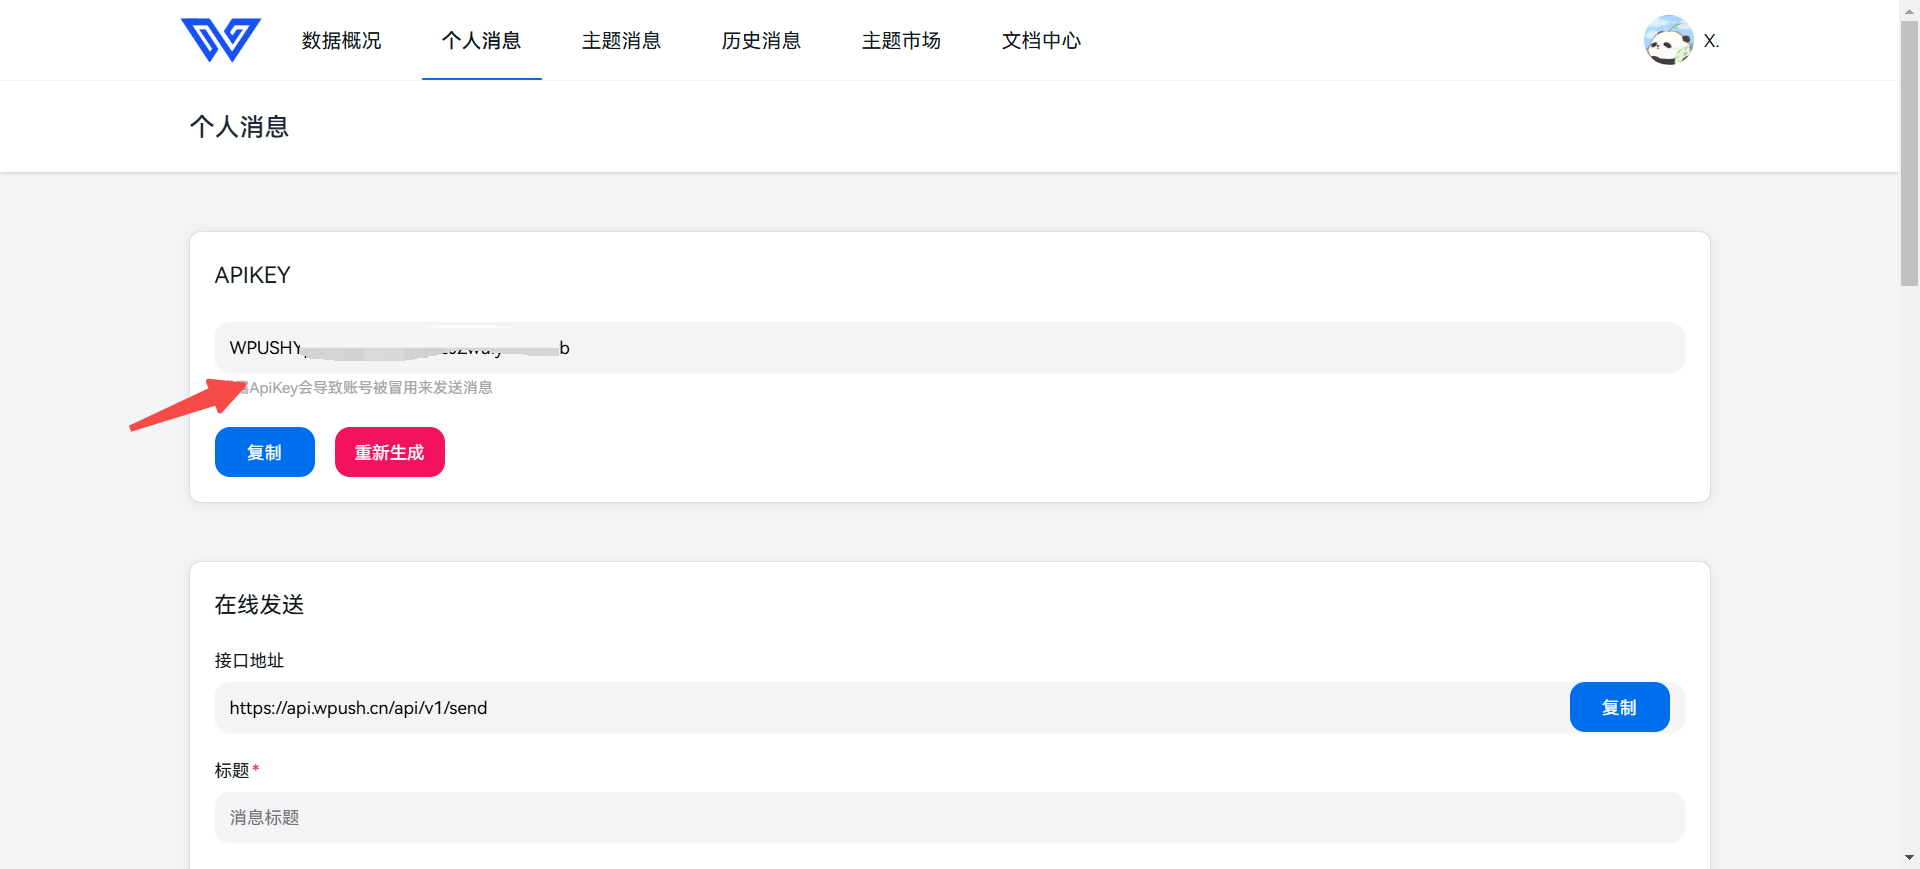 数据概况 个人消息 主题消息 历史消息 主题市场 文档中心 X.
个人消息
APIKEY
WPUSHY b
ApiKey会导致账号被冒用来发送消息
复制 重新生成
在线发送
接口地址
https://api.wpush.cn/api/v1/send 复制
标题*
消息标题